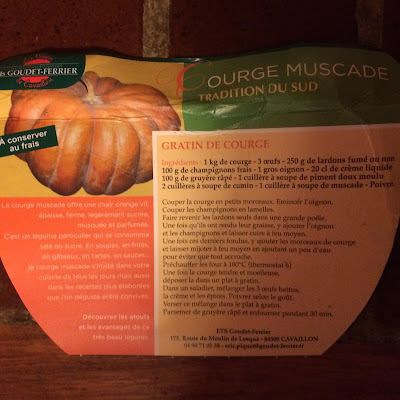 Ets GOUDET-FERRIER
à Cavaillon
COURGE MUSCADE
TRADITION DU SUD
À conserver
au frais
La courge muscade offre une chair orange vif,
épaisse, ferme, légèrement sucrée,
musquée et parfumée.
C'est un légume particulier qui se consomme
salé ou sucré. En soupes, en frites,
en gâteaux, en tartes, en sauces...
la courge muscade s'invite dans votre
cuisine de tous les jours mais aussi
dans les recettes plus élaborées
que l'on déguste entre convives.
Découvrez les atouts
et les avantages de ce
très beau légume.
GRATIN DE COURGE
Ingrédients : 1 kg de courge - 3 œufs - 250 g de lardons fumé ou non
100 g de champignons frais - 1 gros oignon - 20 cl de crème liquide
100 g de gruyère râpé - 1 cuillère à soupe de piment doux moulu
2 cuillères à soupe de cumin - 1 cuillère à soupe de muscade - Poivre.
Couper la courge en petits morceaux. Emincer l'oignon.
Couper les champignons en lamelles.
Faire revenir les lardons seuls dans une grande poêle.
Une fois qu'ils ont rendu leur graisse, y ajouter l'oignon
et les champignons et laisser cuire à feu moyen.
Une fois ces derniers fondus, y ajouter les morceaux de courge
et laisser mijoter à feu moyen et ajoutant un peu d'eau
pour éviter que tout accroche.
Préchauffer les four à 180°C (thermostat 6)
Une fois la courge tendre et moelleuse,
déposer la dans un plat à gratin.
Dans un saladier, mélanger les 3 œufs battus,
la crème et les épices. Poivrez selon le goût.
Verser ce mélange dans le plat à gratin.
Parsemer de gruyère râpé et enfourner pendant 30 min.
ETS Goudet-Ferrier
175, Route du Moulin de Losque - 84300 CAVAILLON
04 90 71 25 38 - eric.pique@goudet-ferrier.fr